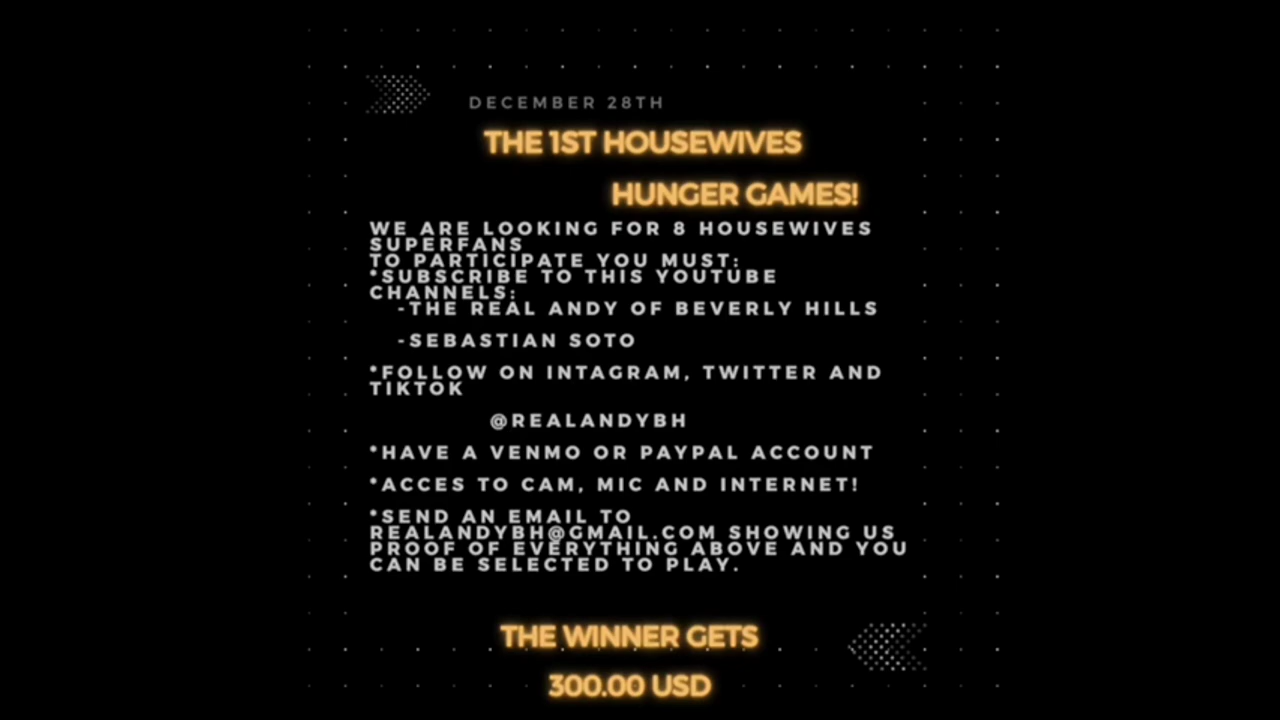 DECEMBER 28TH
THE 1ST HOUSEWIVES
HUNGER GAMES!
WE ARE LOOKING FOR 8 HOUSEWIVES
SUPERFANS
TO PARTICIPATE YOU MUST:
*SUBSCRIBE TO THIS YOUTUBE
CHANNELS:
-THE REAL ANDY OF BEVERLY HILLS
-SEBASTIAN SOTO
*FOLLOW ON INTAGRAM, TWITTER AND
TIKTOK
@REALANDYBH
*HAVE A VENMO OR PAYPAL ACCOUNT
*ACCES TO CAM, MIC AND INTERNET!
*SEND AN EMAIL TO
REALANDYBH@GMAIL.COM SHOWING US
PROOF OF EVERYTHING ABOVE AND YOU
CAN BE SELECTED TO PLAY.
THE WINNER GETS
300.00 USD